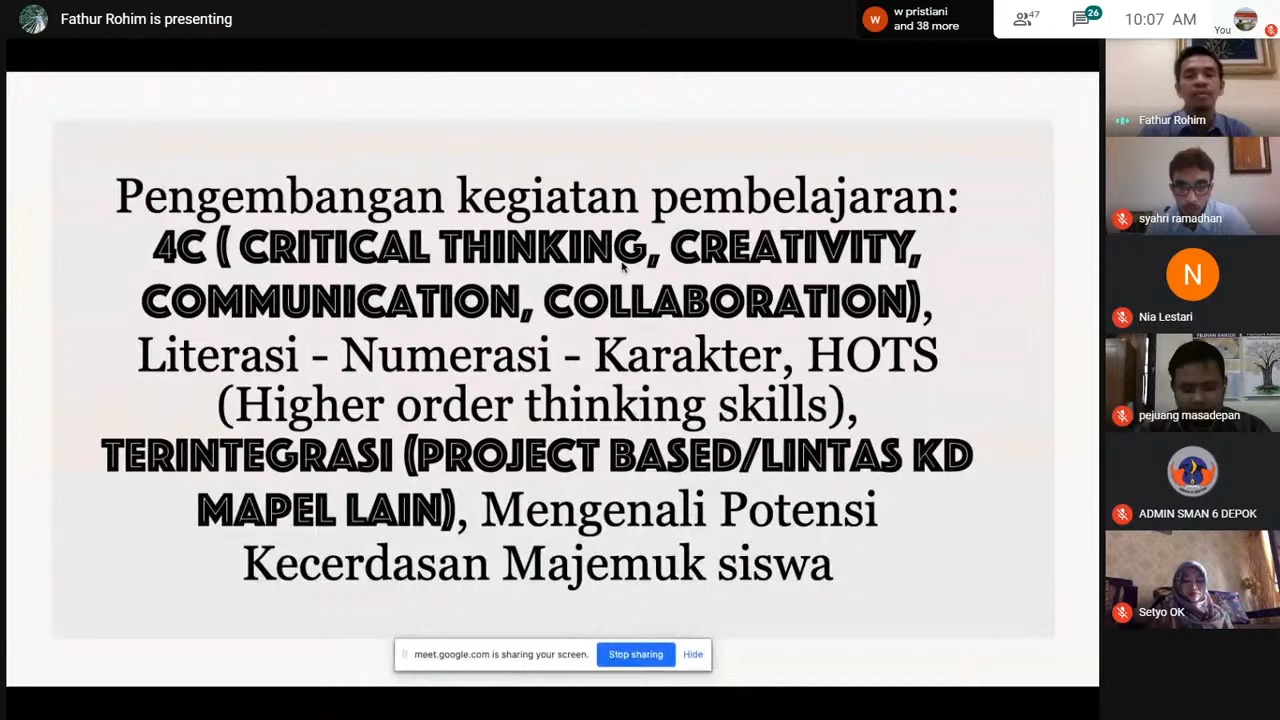 Fathur Rohim is presenting
w
w pristiani
and 38 more
47
26
10:07 AM
You
Pengembangan kegiatan pembelajaran:
4C ( CRITICAL THINKING, CREATIVITY,
COMMUNICATION, COLLABORATION),
Literasi - Numerasi - Karakter, HOTS
(Higher order thinking skills),
TERINTEGRASI (PROJECT BASED/LINTAS KD
MAPEL LAIN), Mengenali Potensi
Kecerdasan Majemuk siswa
meet.google.com is sharing your screen.
Stop sharing
Hide
Fathur Rohim
syahri ramadhan
N
Nia Lestari
pejuang masadepan
ADMIN SMAN 6 DEPOK
Setyo OK